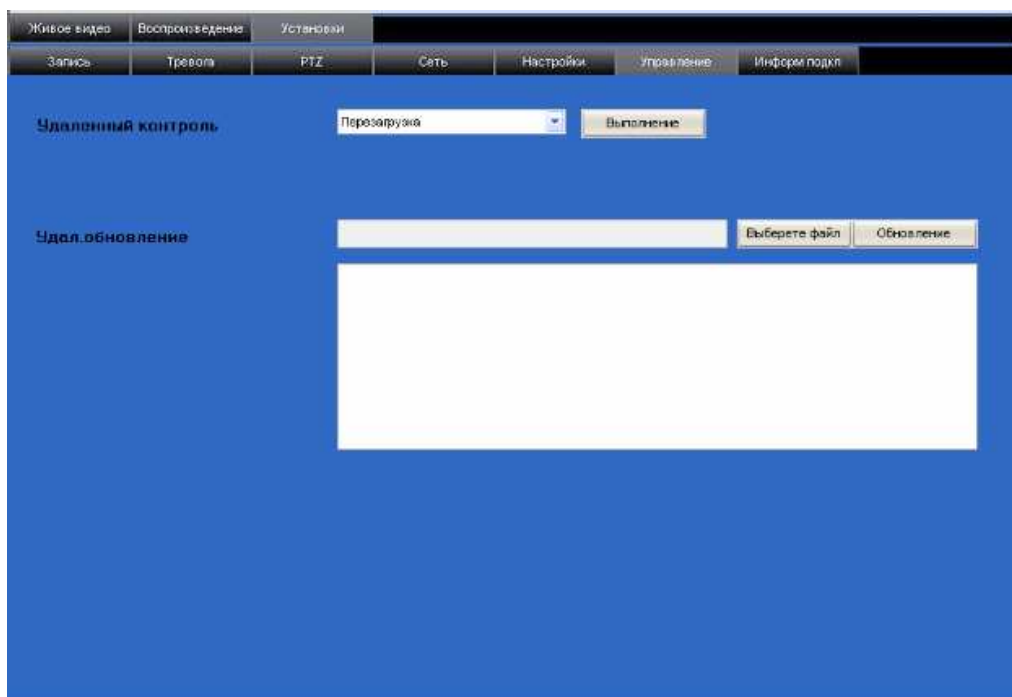 Живое видео Воспроизведение Установки
Запись Тревога PTZ Сеть Настройки Управление Информ подкл
Удаленный контроль Перезагрузка Выполнение
Удал.обновление Выберете файл Обновление